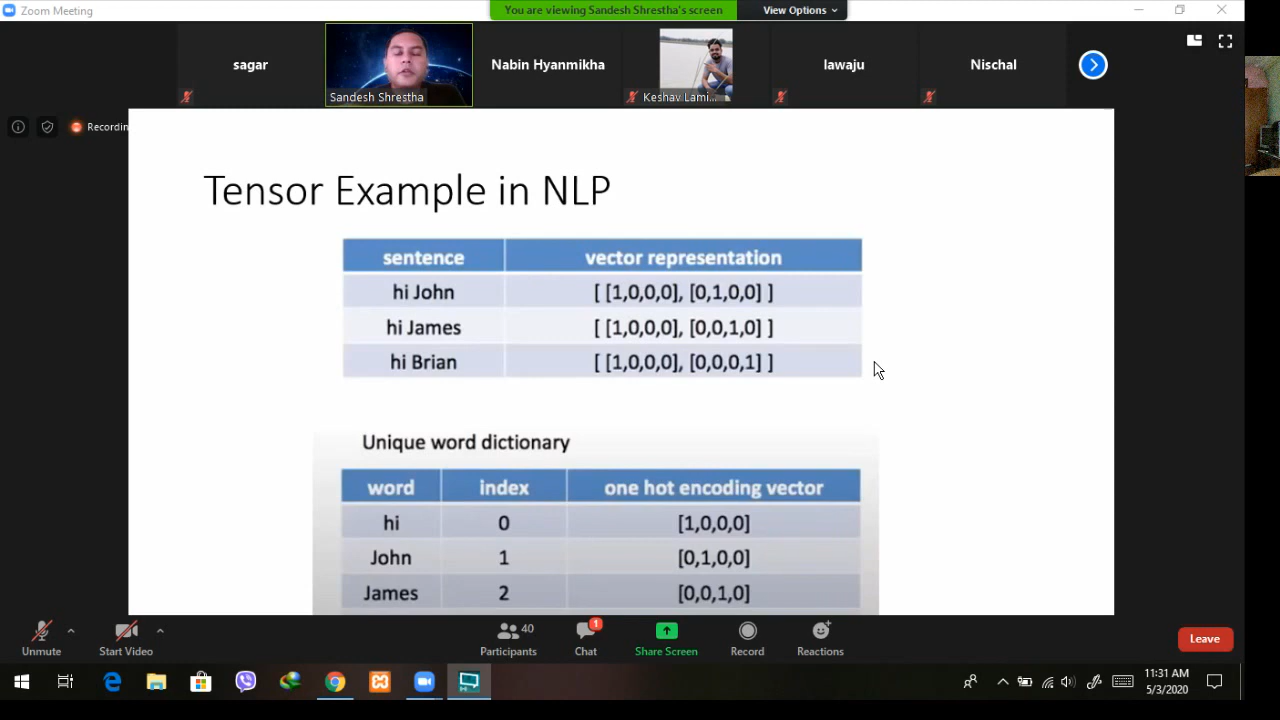 Zoom Meeting
You are viewing Sandesh Shrestha's screen
View Options
sagar
Sandesh Shrestha
Nabin Hyanmikha
Keshav Lami...
lawaju
Nischal
Recordin
Tensor Example in NLP
sentence vector representation
hi John [ [1,0,0,0], [0,1,0,0] ]
hi James [ [1,0,0,0], [0,0,1,0] ]
hi Brian [ [1,0,0,0], [0,0,0,1] ]
Unique word dictionary
word index one hot encoding vector
hi 0 [1,0,0,0]
John 1 [0,1,0,0]
James 2 [0,0,1,0]
Unmute
Start Video
40
Participants
1
Chat
Share Screen
Record
Reactions
Leave
11:31 AM
5/3/2020